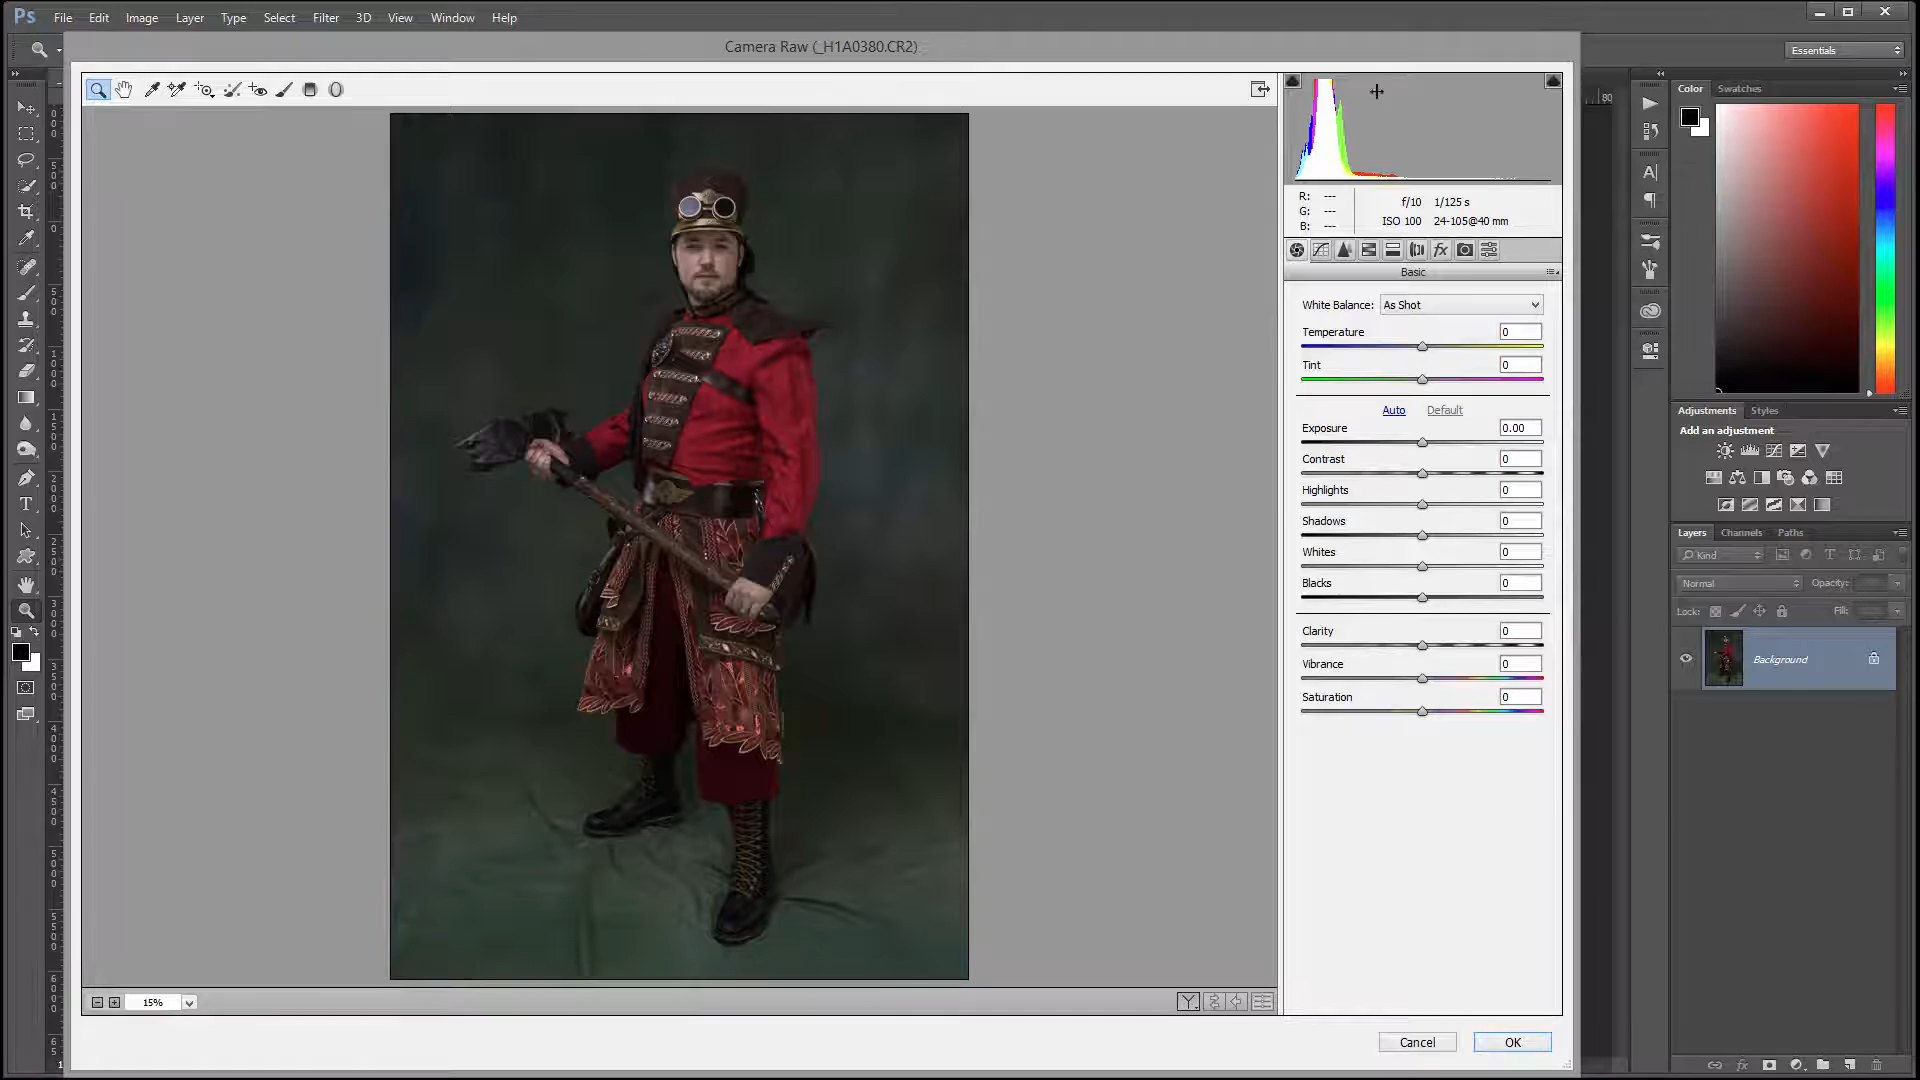 Ps File Edit Image Layer Type Select Filter 3D View Window Help
Essentials
Camera Raw (_H1A0380.CR2)
80
Color Swatches
R: ---
G: ---
B: ---
f/10 1/125 s
ISO 100 24-105@40 mm
Basic
White Balance: As Shot
Temperature 0
Tint 0
Auto Default
Exposure 0.00
Contrast 0
Highlights 0
Shadows 0
Whites 0
Blacks 0
Clarity 0
Vibrance 0
Saturation 0
Adjustments Styles
Add an adjustment
Layers Channels Paths
Kind
Normal Opacity:
Lock: Fill:
Background
15%
Cancel OK